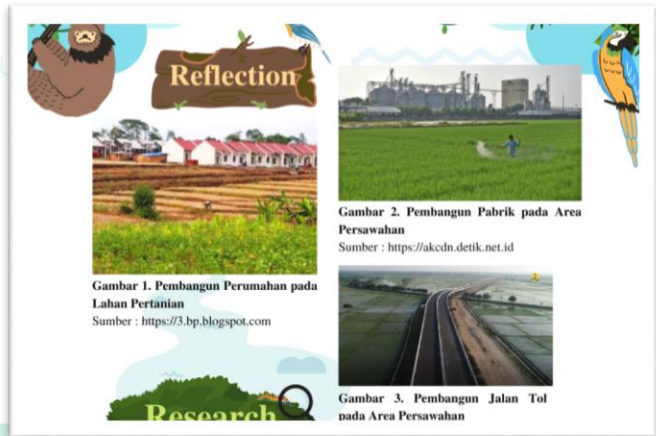 Reflection
Gambar 1. Pembangun Perumahan pada
Lahan Pertanian
Sumber : https://3.bp.blogspot.com
Gambar 2. Pembangun Pabrik pada Area
Persawahan
Sumber : https://akcdn.detik.net.id
Gambar 3. Pembangun Jalan Tol
pada Area Persawahan
Research